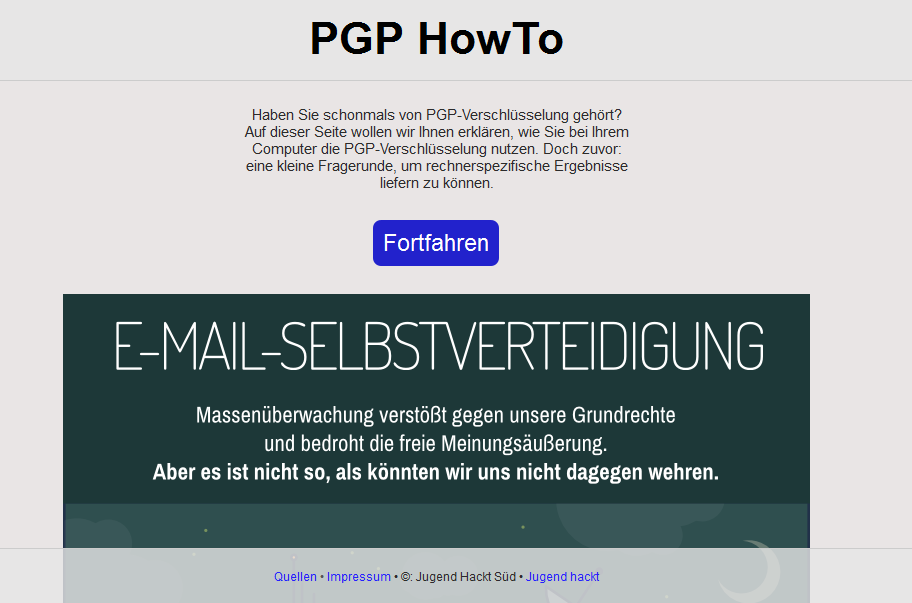 PGP HowTo
Haben Sie schonmals von PGP-Verschlüsselung gehört?
Auf dieser Seite wollen wir Ihnen erklären, wie Sie bei Ihrem
Computer die PGP-Verschlüsselung nutzen. Doch zuvor:
eine kleine Fragerunde, um rechnerspezifische Ergebnisse
liefern zu können.
Fortfahren
E-MAIL-SELBSTVERTEIDIGUNG
Massenüberwachung verstößt gegen unsere Grundrechte
und bedroht die freie Meinungsäußerung.
Aber es ist nicht so, als könnten wir uns nicht dagegen wehren.
Quellen • Impressum • ©: Jugend Hackt Süd • Jugend hackt